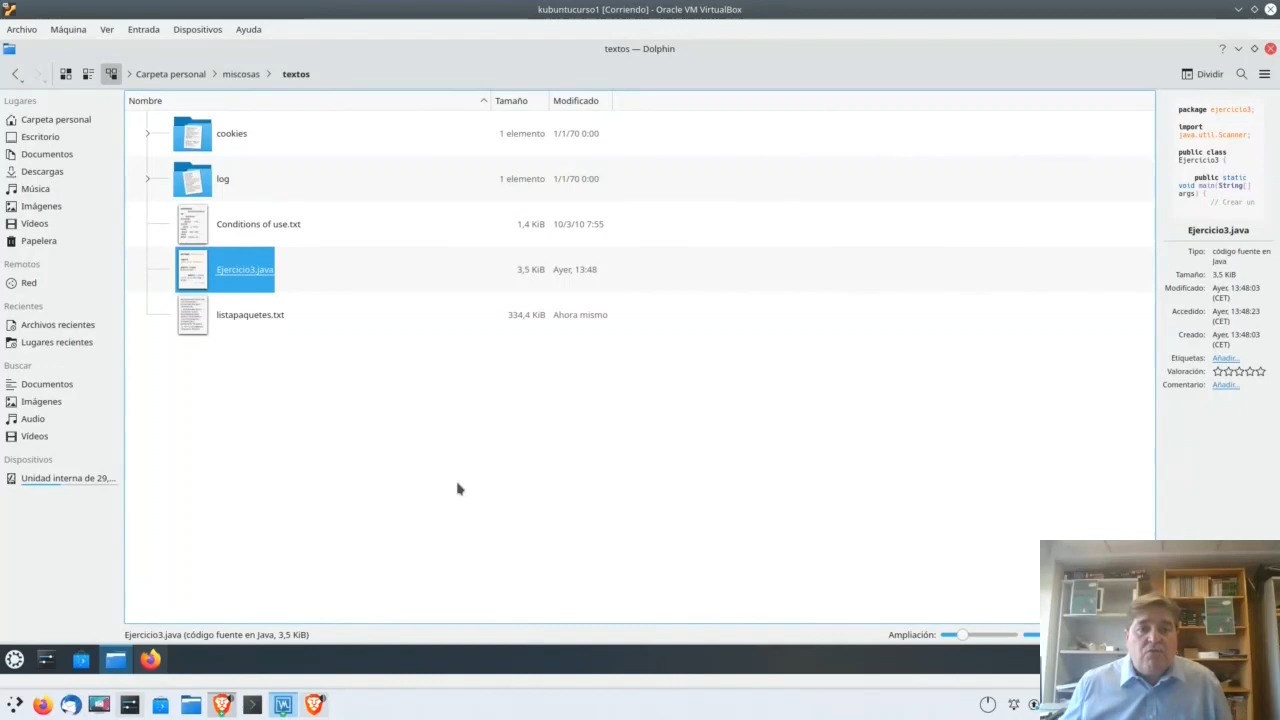 kubuntucurso1 [Corriendo] - Oracle VM VirtualBox
Archivo Máquina Ver Entrada Dispositivos Ayuda
textos — Dolphin
Carpeta personal miscosas textos
Dividir
Lugares
Carpeta personal
Escritorio
Documentos
Descargas
Música
Imágenes
Vídeos
Papelera
Remotos
Red
Recientes
Archivos recientes
Lugares recientes
Buscar
Documentos
Imágenes
Audio
Vídeos
Dispositivos
Unidad interna de 29,...
Nombre Tamaño Modificado
cookies 1 elemento 1/1/70 0:00
log 1 elemento 1/1/70 0:00
Conditions of use.txt 1,4 KiB 10/3/10 7:55
Ejercicio3.java 3,5 KiB Ayer, 13:48
listapaquetes.txt 334,4 KiB Ahora mismo
package ejercicio3;
import
java.util.Scanner;
public class
Ejercicio3 {
public static
void main(String[]
args) {
// Crear un
Ejercicio3.java
Tipo: código fuente en
Java
Tamaño: 3,5 KiB
Modificado: Ayer, 13:48:03
(CET)
Accedido: Ayer, 13:48:23
(CET)
Creado: Ayer, 13:48:03
(CET)
Etiquetas: Añadir...
Valoración:
Comentario: Añadir...
Ejercicio3.java (código fuente en Java, 3,5 KiB)
Ampliación: